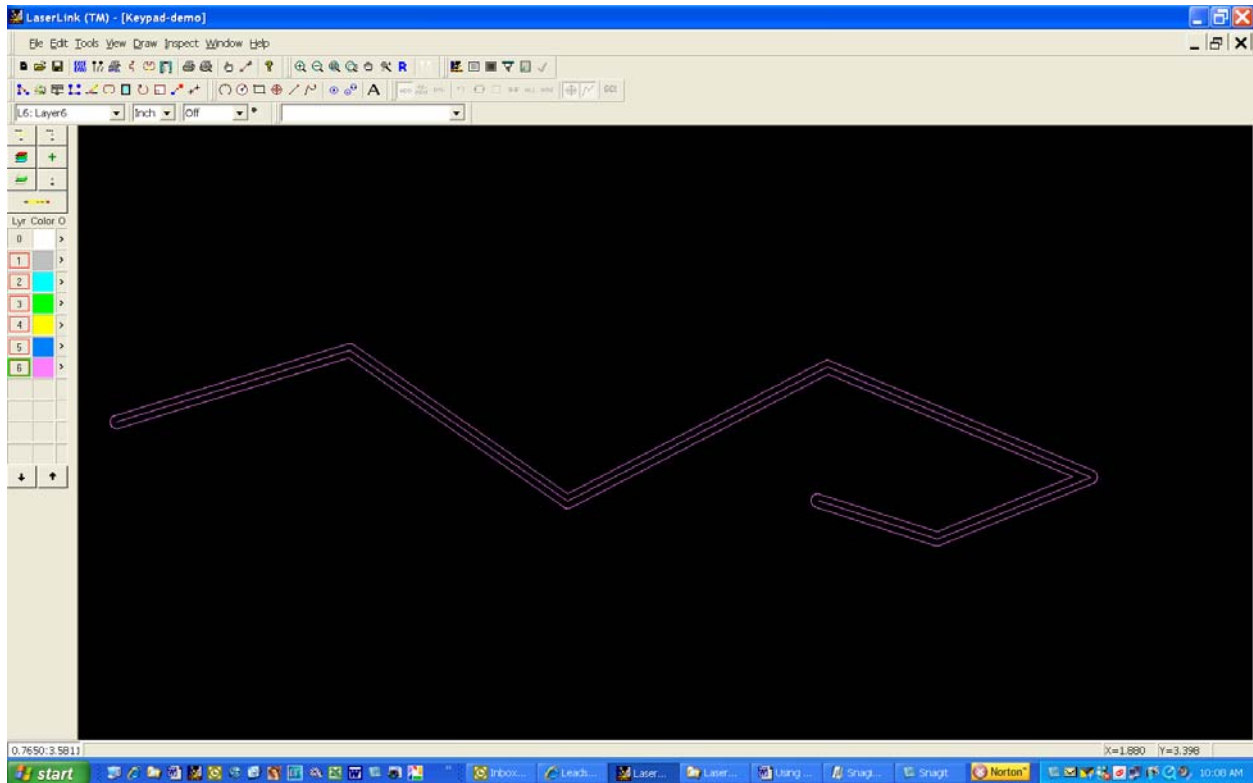 LaserLink (TM) - [Keypad-demo]
File Edit Tools View Draw Inspect Window Help
R
A GO!
L6: Layer6 Inch Off
Lyr Color O
0
1
2
3
4
5
6
0.7650:3.5811 X=1.880 Y=3.398
start Inbox... Leads... Laser... Laser... Using ... Snagi... SnagIt Norton™ 10:08 AM